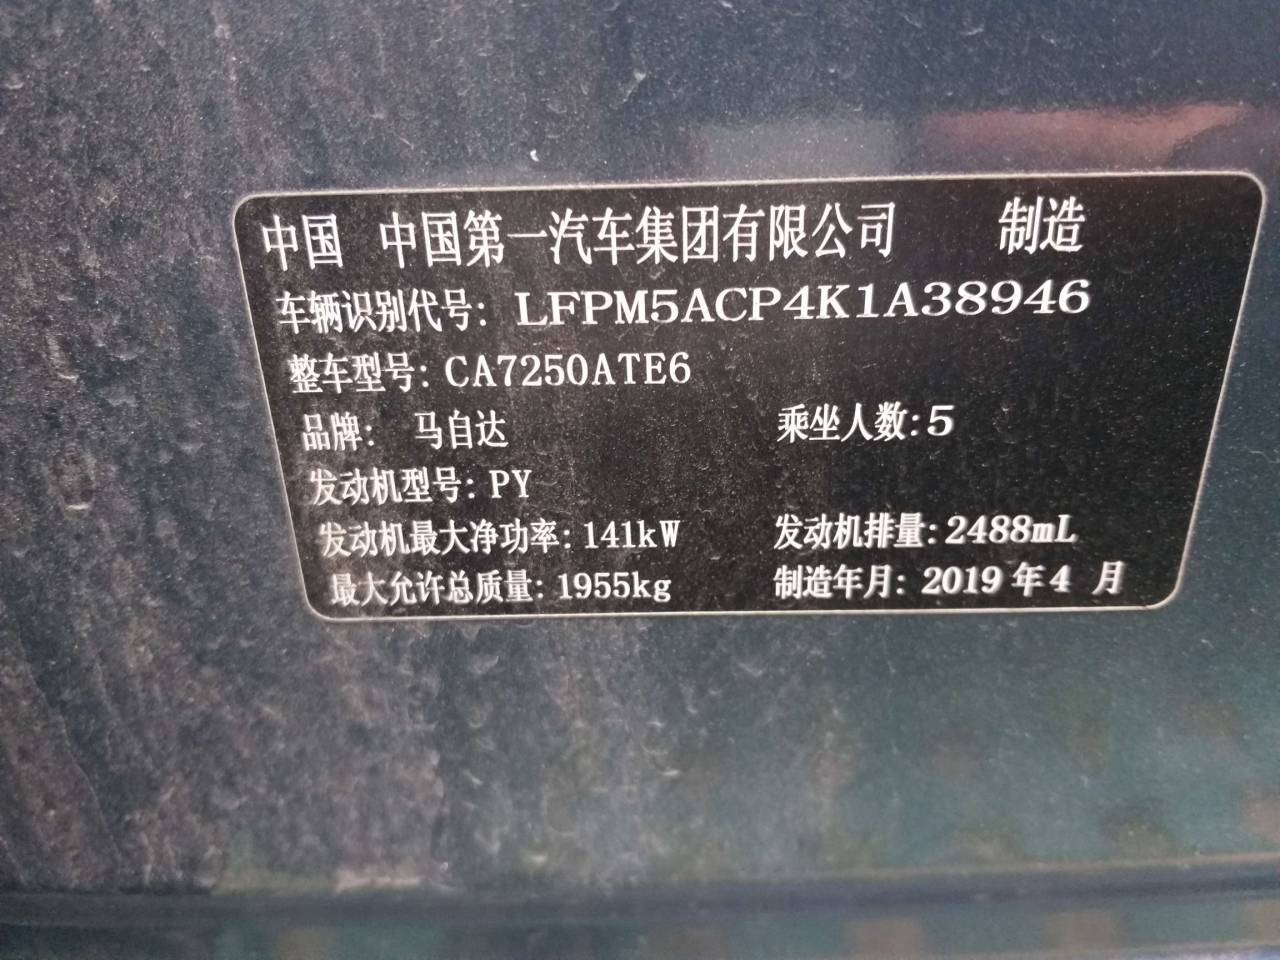 中国 中国第一汽车集团有限公司 制造
车辆识别代号: LFPM5ACP4K1A38946
整车型号: CA7250ATE6
品牌: 马自达 乘坐人数: 5
发动机型号: PY
发动机最大净功率: 141kW 发动机排量: 2488mL
最大允许总质量: 1955kg 制造年月: 2019 年 4 月